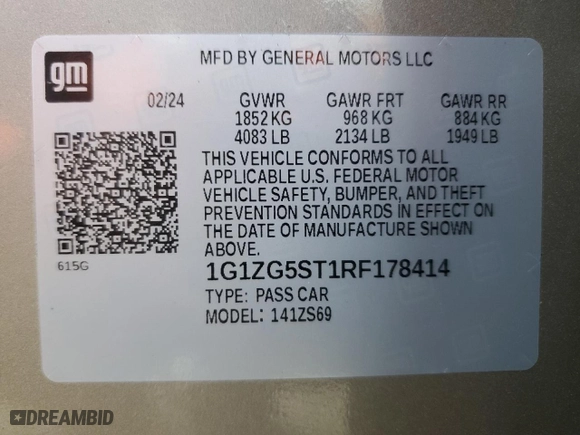 gm
MFD BY GENERAL MOTORS LLC
02/24 GVWR GAWR FRT GAWR RR
1852 KG 968 KG 884 KG
4083 LB 2134 LB 1949 LB
THIS VEHICLE CONFORMS TO ALL
APPLICABLE U.S. FEDERAL MOTOR
VEHICLE SAFETY, BUMPER, AND THEFT
PREVENTION STANDARDS IN EFFECT ON
THE DATE OF MANUFACTURE SHOWN
ABOVE.
615G
1G1ZG5ST1RF178414
TYPE: PASS CAR
MODEL: 141ZS69
DREAMBID